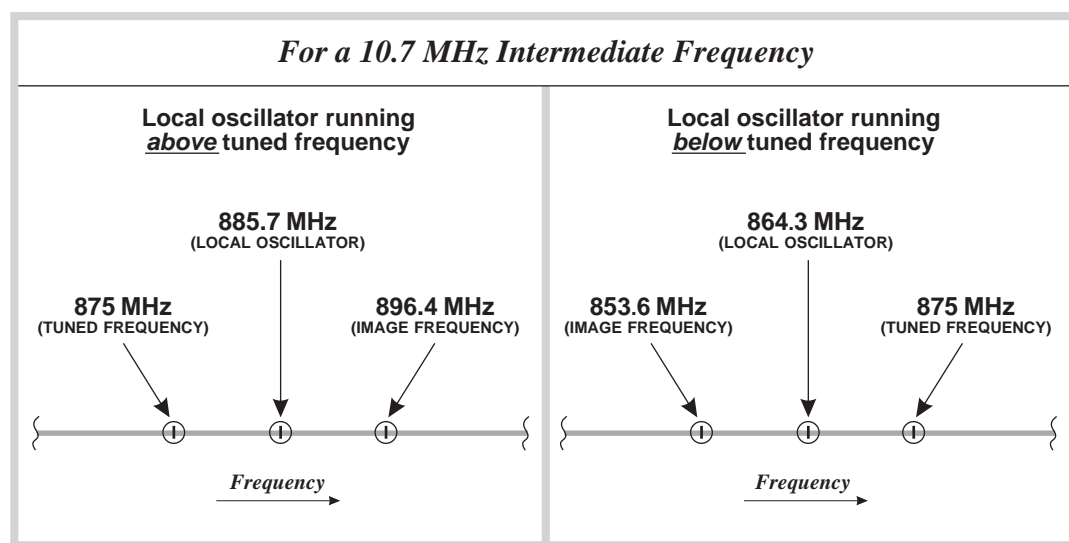 For a 10.7 MHz Intermediate Frequency
Local oscillator running
above tuned frequency
885.7 MHz
(LOCAL OSCILLATOR)
875 MHz
(TUNED FREQUENCY)
896.4 MHz
(IMAGE FREQUENCY)
Frequency
Local oscillator running
below tuned frequency
864.3 MHz
(LOCAL OSCILLATOR)
853.6 MHz
(IMAGE FREQUENCY)
875 MHz
(TUNED FREQUENCY)
Frequency